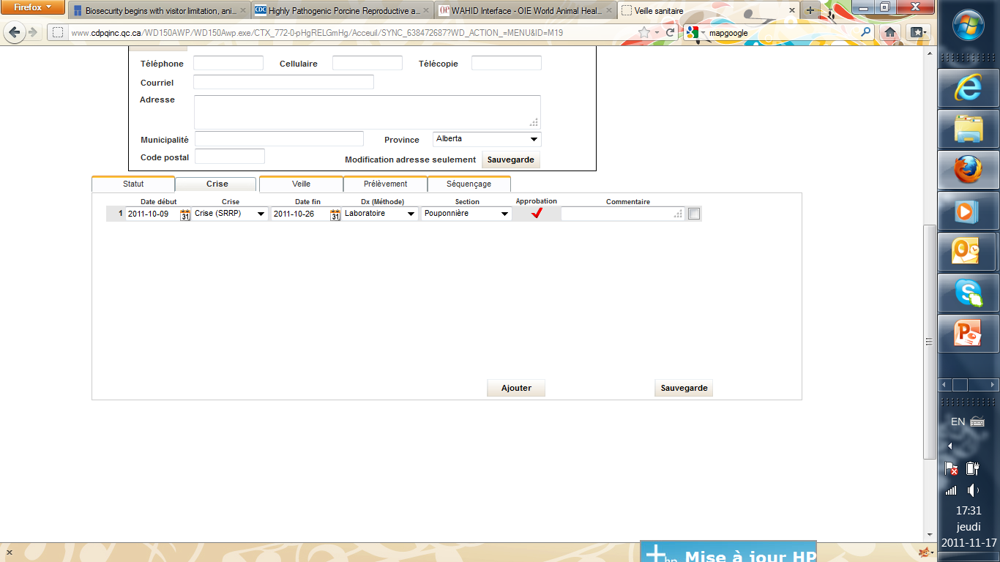 Firefox
Biosecurity begins with visitor limitation, ani...
CDC Highly Pathogenic Porcine Reproductive a...
WAHID Interface - OIE World Animal Heal...
Veille sanitaire
www.cdpqinc.qc.ca/WD150AWP/WD150Awp.exe/CTX_772-0-pHgRELGmHg/Acceuil/SYNC_638472687?WD_ACTION_=MENU&ID=M19
mapgoogle
Téléphone Cellulaire Télécopie
Courriel
Adresse
Municipalité Province Alberta
Code postal Modification adresse seulement Sauvegarde
Statut Crise Veille Prélèvement Séquençage
Date début Crise Date fin Dx (Méthode) Section Approbation Commentaire
1 2011-10-09 31 Crise (SRRP) 2011-10-26 31 Laboratoire Pouponnière
Ajouter Sauvegarde
EN
17:31
jeudi
2011-11-17
hp Mise à jour HP